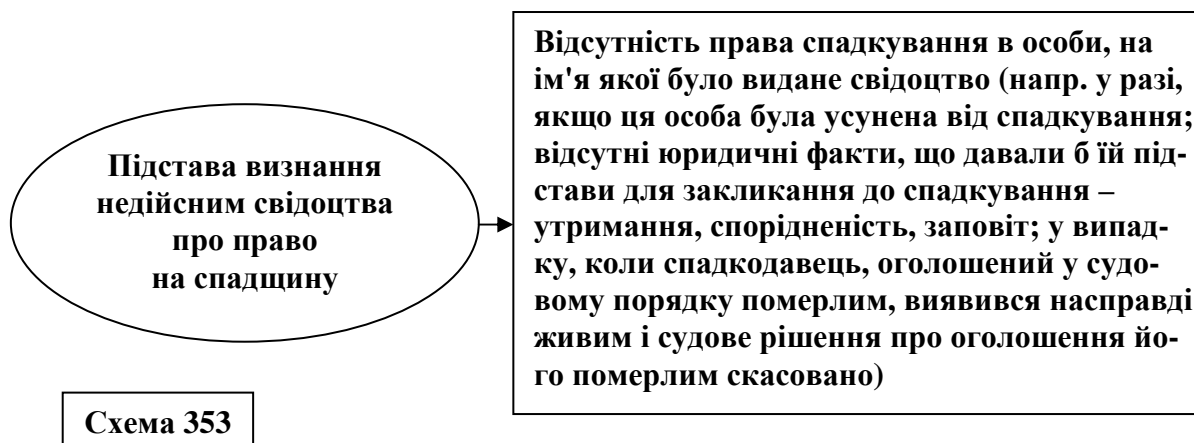 Підстава визнання
недійсним свідоцтва
про право
на спадщину
Відсутність права спадкування в особи, на
ім'я якої було видане свідоцтво (напр. у разі,
якщо ця особа була усунена від спадкування;
відсутні юридичні факти, що давали б їй під-
стави для закликання до спадкування –
утримання, спорідненість, заповіт; у випад-
ку, коли спадкодавець, оголошений у судо-
вому порядку померлим, виявився насправді
живим і судове рішення про оголошення йо-
го померлим скасовано)
Схема 353